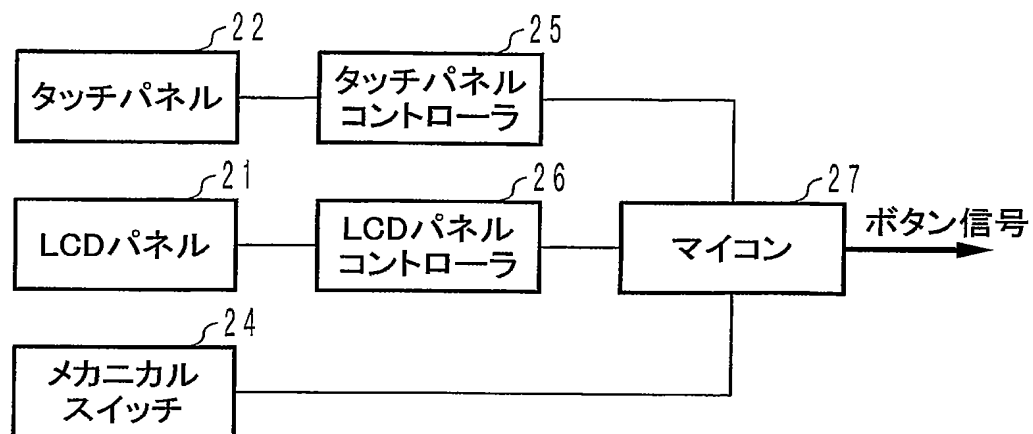 22
タッチパネル
25
タッチパネル
コントローラ
21
LCDパネル
26
LCDパネル
コントローラ
27
マイコン
ボタン信号
24
メカニカル
スイッチ